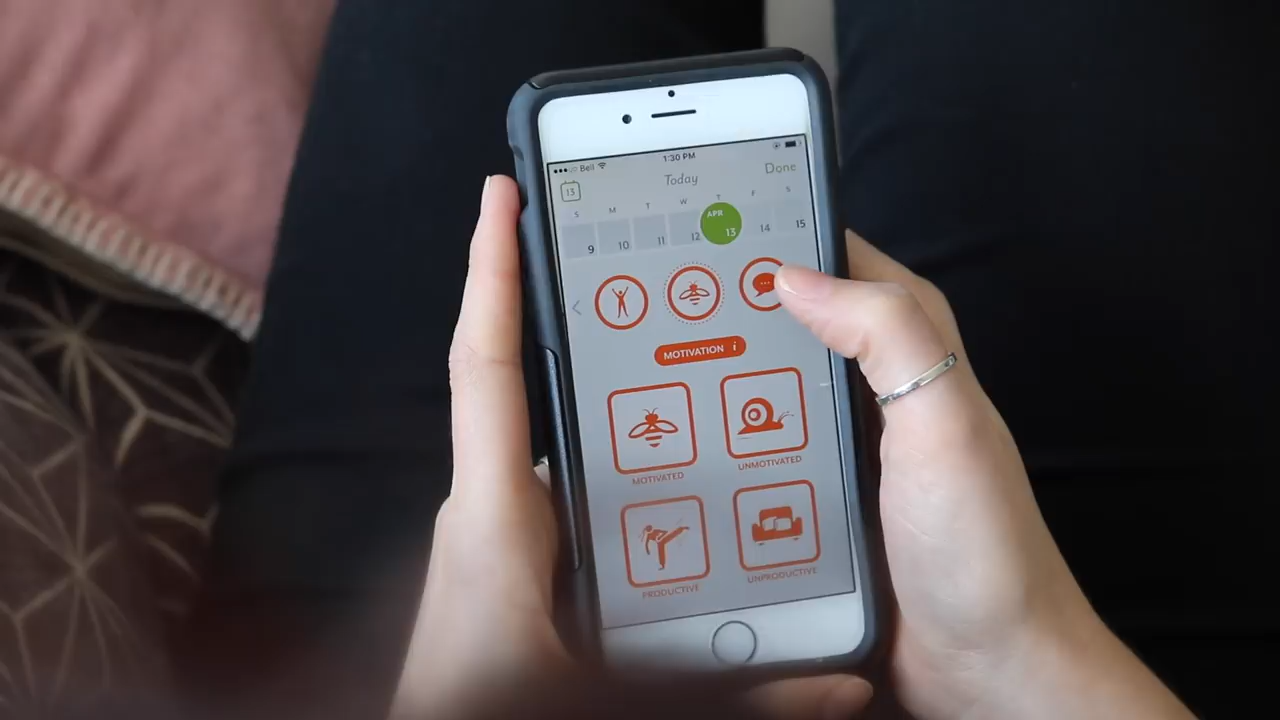 Bell 1:30 PM
13 Today Done
S M T W T F S
9 10 11 12 APR 13 14 15
MOTIVATION i
MOTIVATED UNMOTIVATED
PRODUCTIVE UNPRODUCTIVE